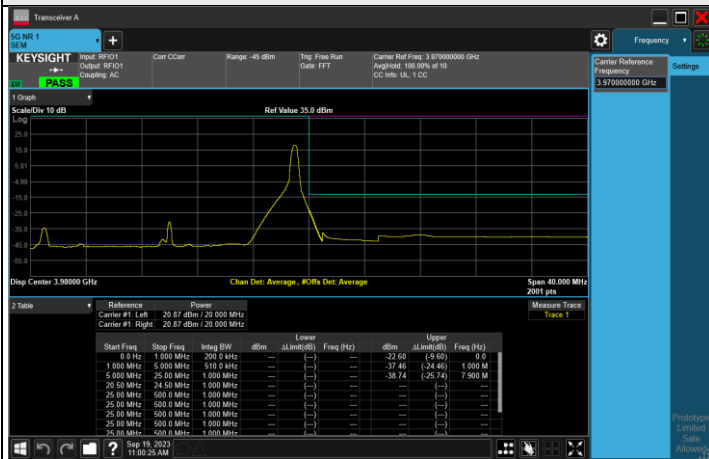 Transceiver A
5G NR 1
SEM
Frequency
KEYSIGHT
Input: RFIO1
Output: RFIO1
Coupling: AC
Corr CCorr
Range: -45 dBm
Trig: Free Run
Gate: FFT
Carrier Ref Freq: 3.970000000 GHz
Avg|Hold: 100.00% of 10
CC Info: UL, 1 CC
PASS
Carrier Reference
Frequency
3.970000000 GHz
Settings
1 Graph
Scale/Div 10 dB
Ref Value 35.0 dBm
Log
25.0
15.0
5.01
-4.99
-15.0
-25.0
-35.0
-45.0
-55.0
Disp Center 3.98000 GHz
Chan Det: Average, #Offs Det: Average
Span 40.000 MHz
2001 pts
2 Table
Reference Power
Carrier #1: Left 20.87 dBm / 20.000 MHz
Carrier #1: Right 20.87 dBm / 20.000 MHz
Measure Trace
Trace 1
Lower Upper
Start Freq Stop Freq Integ BW dBm ΔLimit(dB) Freq (Hz) dBm ΔLimit(dB) Freq (Hz)
0.0 Hz 1.000 MHz 200.0 kHz --- (---) --- -22.60 (-9.60) 0.0
1.000 MHz 5.000 MHz 510.0 kHz --- (---) --- -37.46 (-24.46) 1.000 M
5.000 MHz 25.00 MHz 1.000 MHz --- (---) --- -38.74 (-25.74) 7.900 M
20.50 MHz 24.50 MHz 1.000 MHz --- (---) --- --- (---) ---
25.00 MHz 500.0 MHz 1.000 MHz --- (---) --- --- (---) ---
25.00 MHz 500.0 MHz 1.000 MHz --- (---) --- --- (---) ---
25.00 MHz 500.0 MHz 1.000 MHz --- (---) --- --- (---) ---
25.00 MHz 500.0 MHz 1.000 MHz --- (---) --- --- (---) ---
Prototype
Limited
Sale
Allowed
Sep 19, 2023
11:00:25 AM